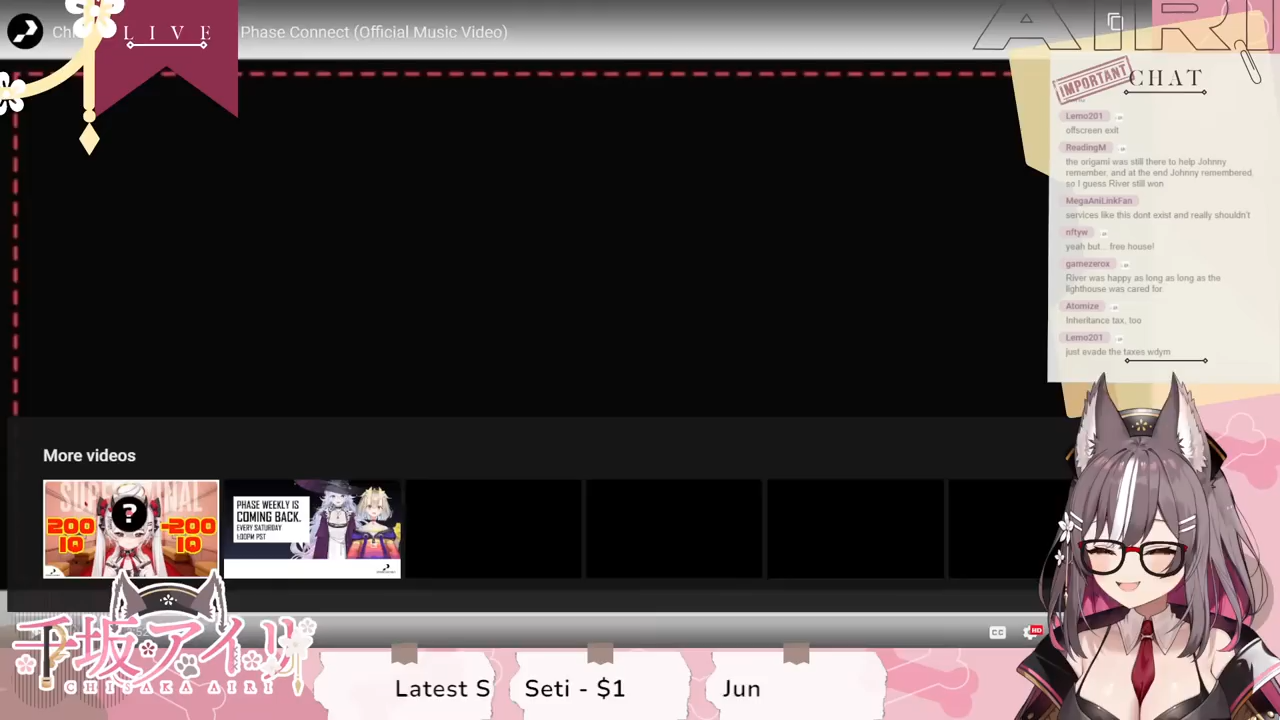 LIVE
Phase Connect (Official Music Video)
AIRI
IMPORTANT
CHAT
Lemo201
offscreen exit
ReadingM
the origami was still there to help Johnny
remember, and at the end Johnny remembered,
so I guess River still won
MegaAniLinkFan
services like this dont exist and really shouldn't
nftyw
yeah but... free house!
gamezerox
River was happy as long as long as the
lighthouse was cared for
Atomize
Inheritance tax, too
Lemo201
just evade the taxes wdym
More videos
200
IQ
?
-200
IQ
PHASE WEEKLY IS
COMING BACK.
EVERY SATURDAY
1:00PM PST
CC
HD
千坂アイリ
CHISAKA AIRI
Latest S
Seti - $1
Jun